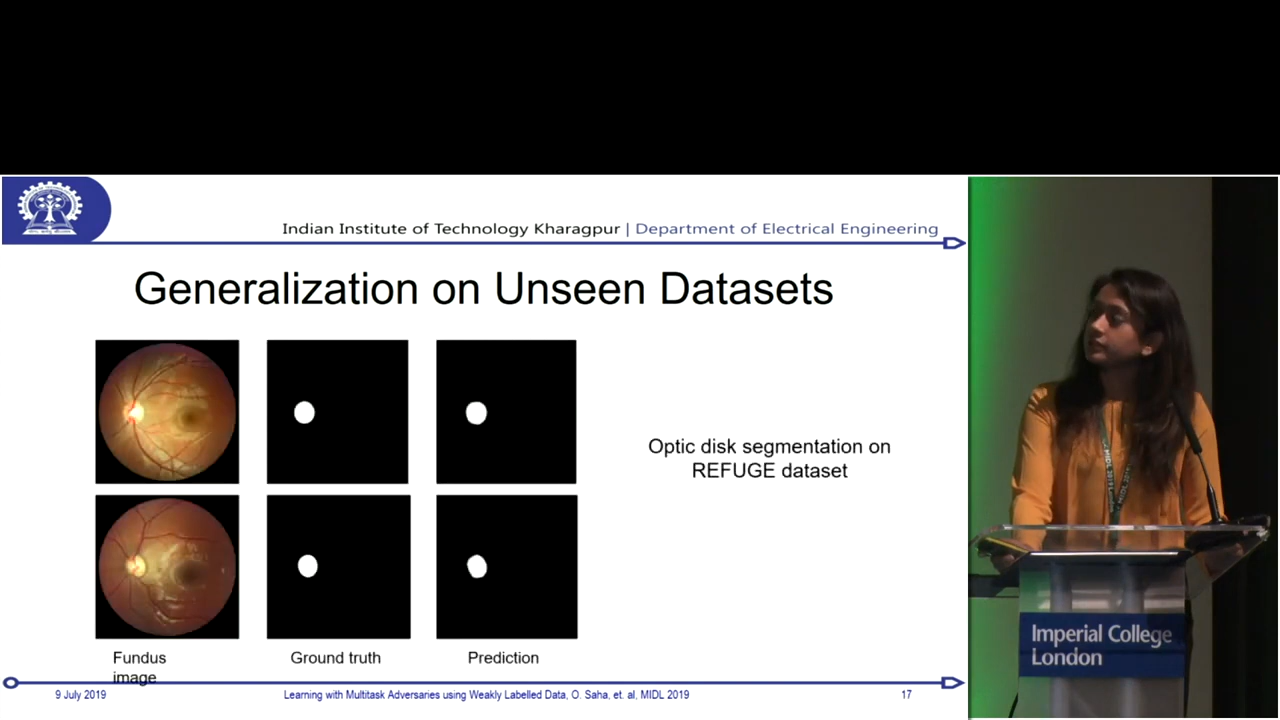 Indian Institute of Technology Kharagpur | Department of Electrical Engineering
Generalization on Unseen Datasets
Optic disk segmentation on
REFUGE dataset
Fundus
image
Ground truth
Prediction
9 July 2019
Learning with Multitask Adversaries using Weakly Labelled Data, O. Saha, et. al, MIDL 2019
17
Imperial College
London